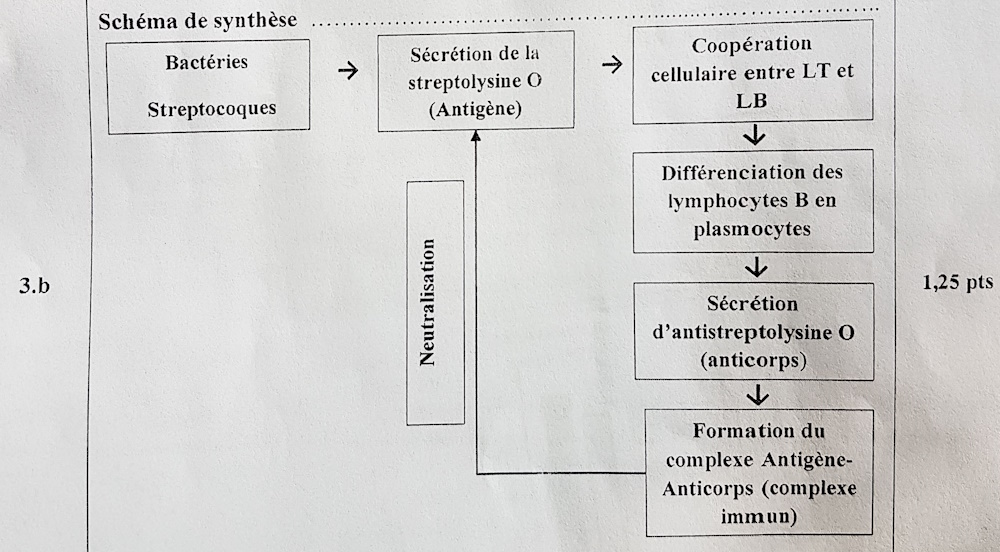 Schéma de synthèse ........................................................
Bactéries
Streptocoques
Sécrétion de la
streptolysine O
(Antigène)
Coopération
cellulaire entre LT et
LB
Différenciation des
lymphocytes B en
plasmocytes
Sécrétion
d’antistreptolysine O
(anticorps)
Formation du
complexe Antigène-
Anticorps (complexe
immun)
Neutralisation
3.b
1,25 pts